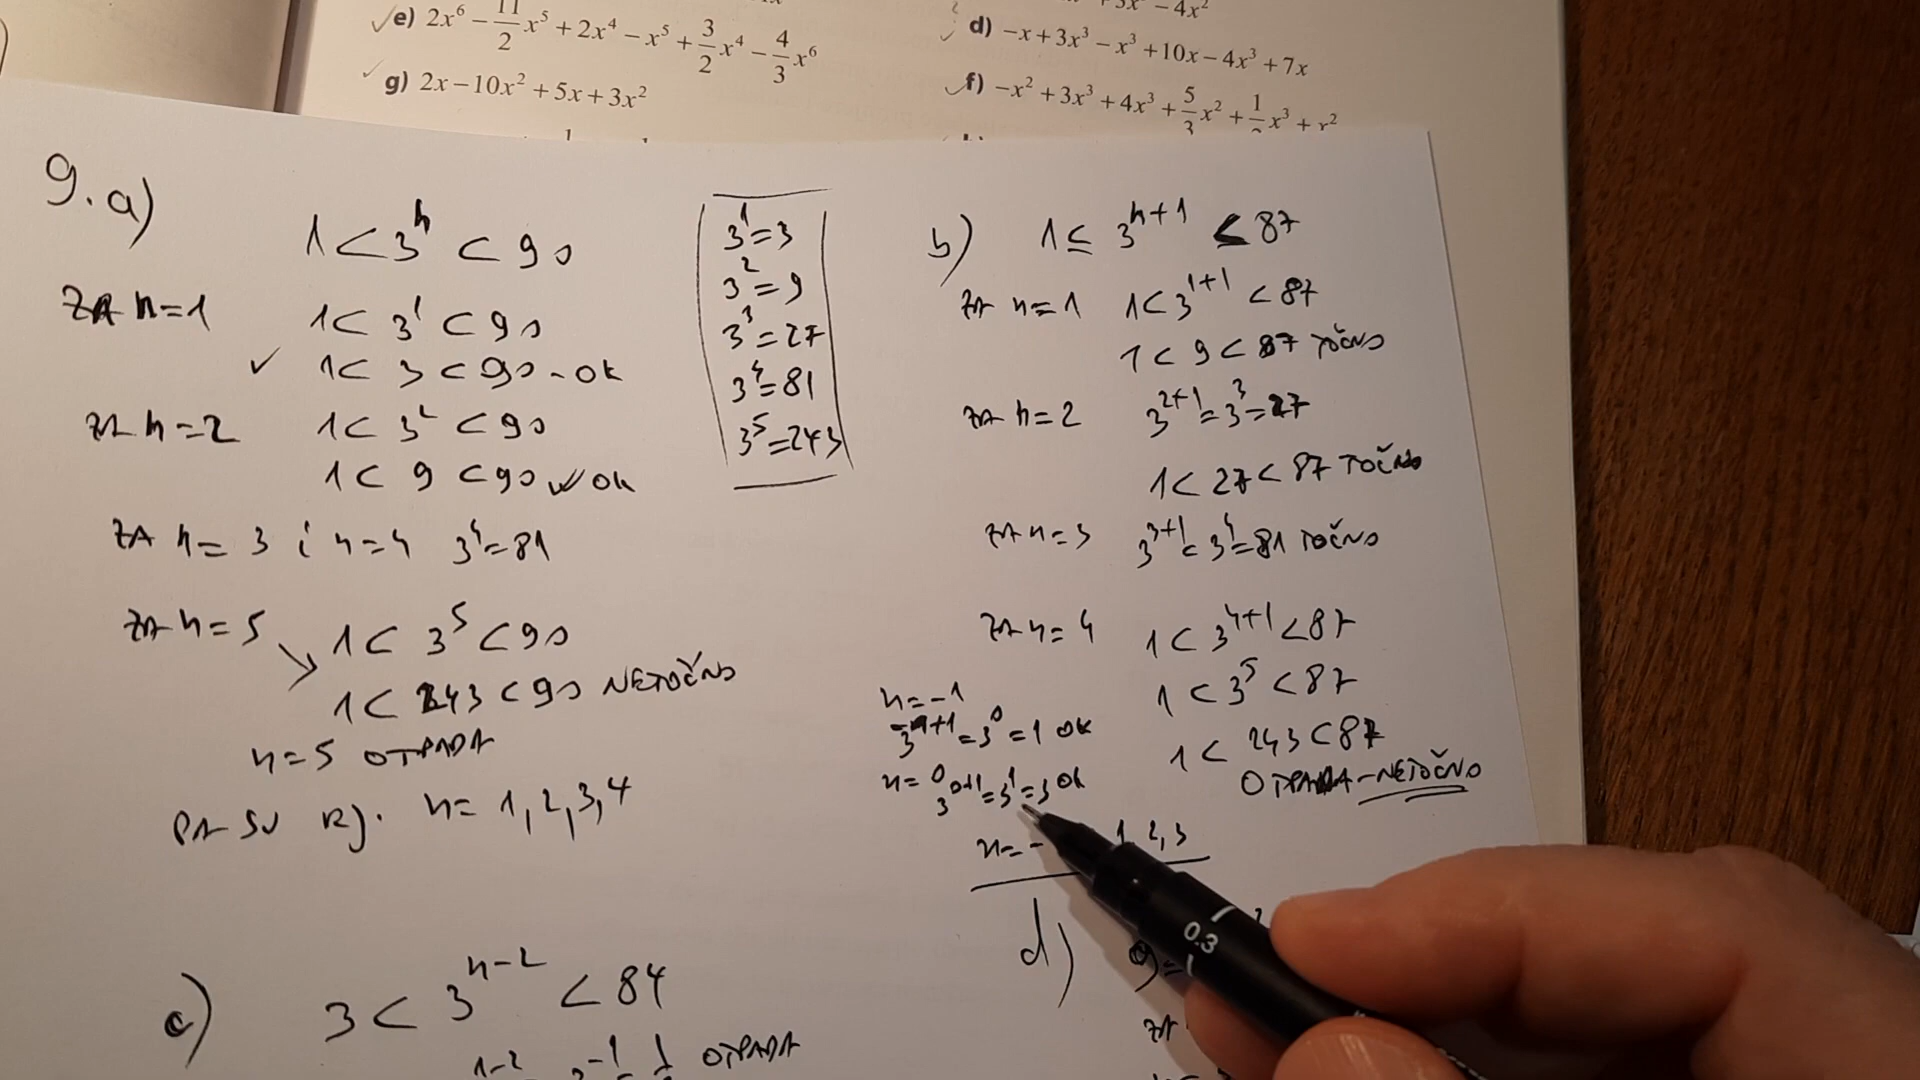 e) 2x⁶ − 11/2 x⁵ + 2x⁴ − x⁵ + 3/2 x⁴ − 4/3 x⁶
g) 2x − 10x² + 5x + 3x²
− 4x²
d) −x + 3x³ − x³ + 10x − 4x³ + 7x
f) −x² + 3x³ + 4x³ + 5/3 x² + 1/2 x³ + x²
9. a)
1 < 3ⁿ < 90
ZA n=1 1 < 3¹ < 90
✓ 1 < 3 < 90 - OK
ZA n=2 1 < 3² < 90
1 < 9 < 90 ✓ OK
ZA n=3 i n=4 3⁴=81
ZA n=5 1 < 3⁵ < 90
1 < 243 < 90 NETOČNO
n=5 OTPADA
PA SU RJ. n= 1,2,3,4
3¹=3
3²=9
3³=27
3⁴=81
3⁵=243
b) 1 ≤ 3ⁿ⁺¹ < 87
ZA n=1 1 < 3¹⁺¹ < 87
1 < 9 < 87 TOČNO
ZA n=2 3²⁺¹=3³=27
1 < 27 < 87 TOČNO
ZA n=3 3³⁺¹=3⁴=81 TOČNO
ZA n=4 1 < 3⁴⁺¹ < 87
1 < 3⁵ < 87
1 < 243 < 87
OTPADA - NETOČNO
n=-1
3⁻¹⁺¹=3⁰=1 OK
n=0 3⁰⁺¹=3¹=3 OK
n=- 1, 2, 3
c) 3 < 3ⁿ⁻² < 84
OTPADA
d)
ZA